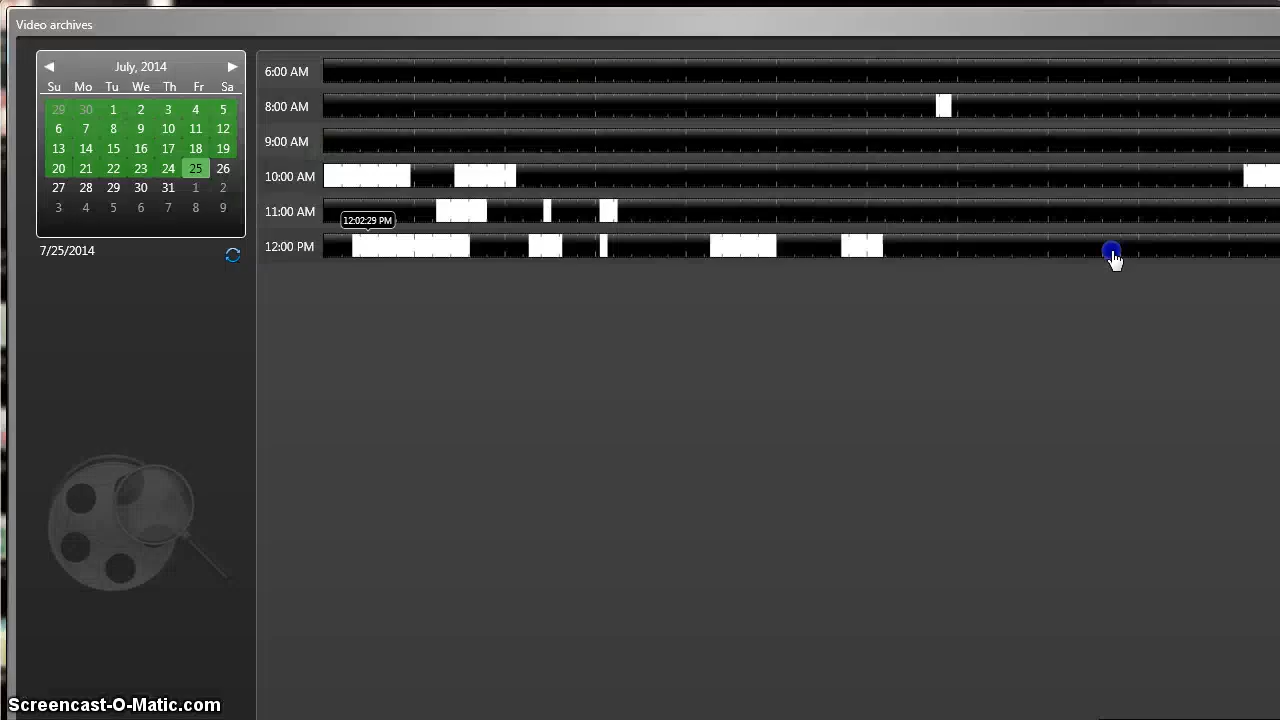 Video archives
July, 2014
Su Mo Tu We Th Fr Sa
29 30 1 2 3 4 5
6 7 8 9 10 11 12
13 14 15 16 17 18 19
20 21 22 23 24 25 26
27 28 29 30 31 1 2
3 4 5 6 7 8 9
7/25/2014
6:00 AM
8:00 AM
9:00 AM
10:00 AM
11:00 AM
12:02:29 PM
12:00 PM
Screencast-O-Matic.com